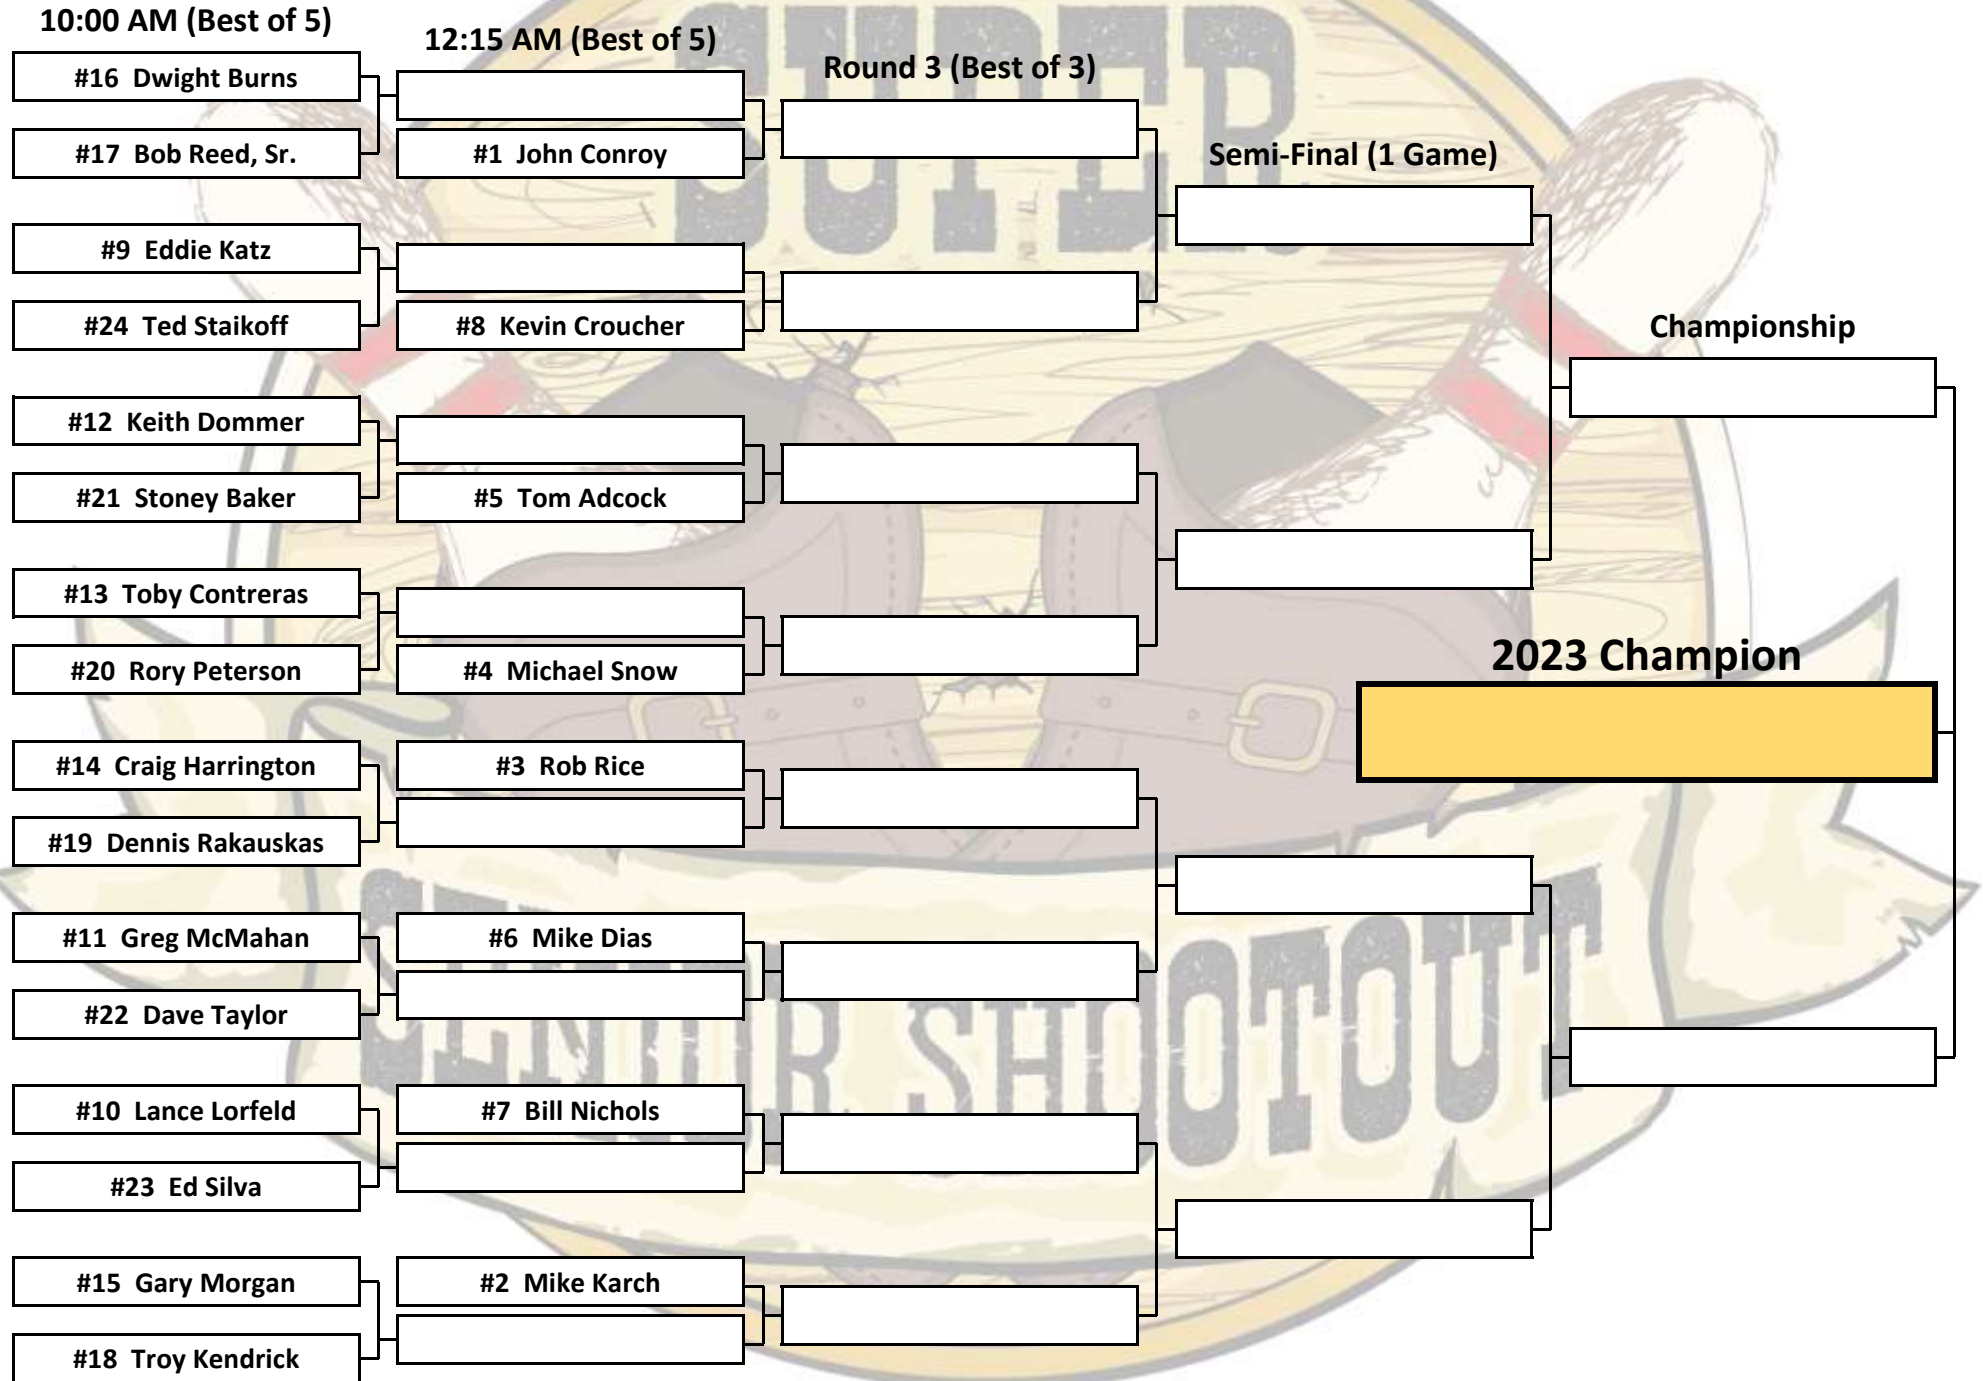 10:00 AM (Best of 5)
12:15 AM (Best of 5)
Round 3 (Best of 3)
Semi-Final (1 Game)
Championship
2023 Champion
#16 Dwight Burns
#17 Bob Reed, Sr.
#1 John Conroy
#9 Eddie Katz
#24 Ted Staikoff
#8 Kevin Croucher
#12 Keith Dommer
#21 Stoney Baker
#5 Tom Adcock
#13 Toby Contreras
#20 Rory Peterson
#4 Michael Snow
#14 Craig Harrington
#3 Rob Rice
#19 Dennis Rakauskas
#11 Greg McMahan
#6 Mike Dias
#22 Dave Taylor
#10 Lance Lorfeld
#7 Bill Nichols
#23 Ed Silva
#15 Gary Morgan
#2 Mike Karch
#18 Troy Kendrick
SUPER
SENIOR SHOOTOUT